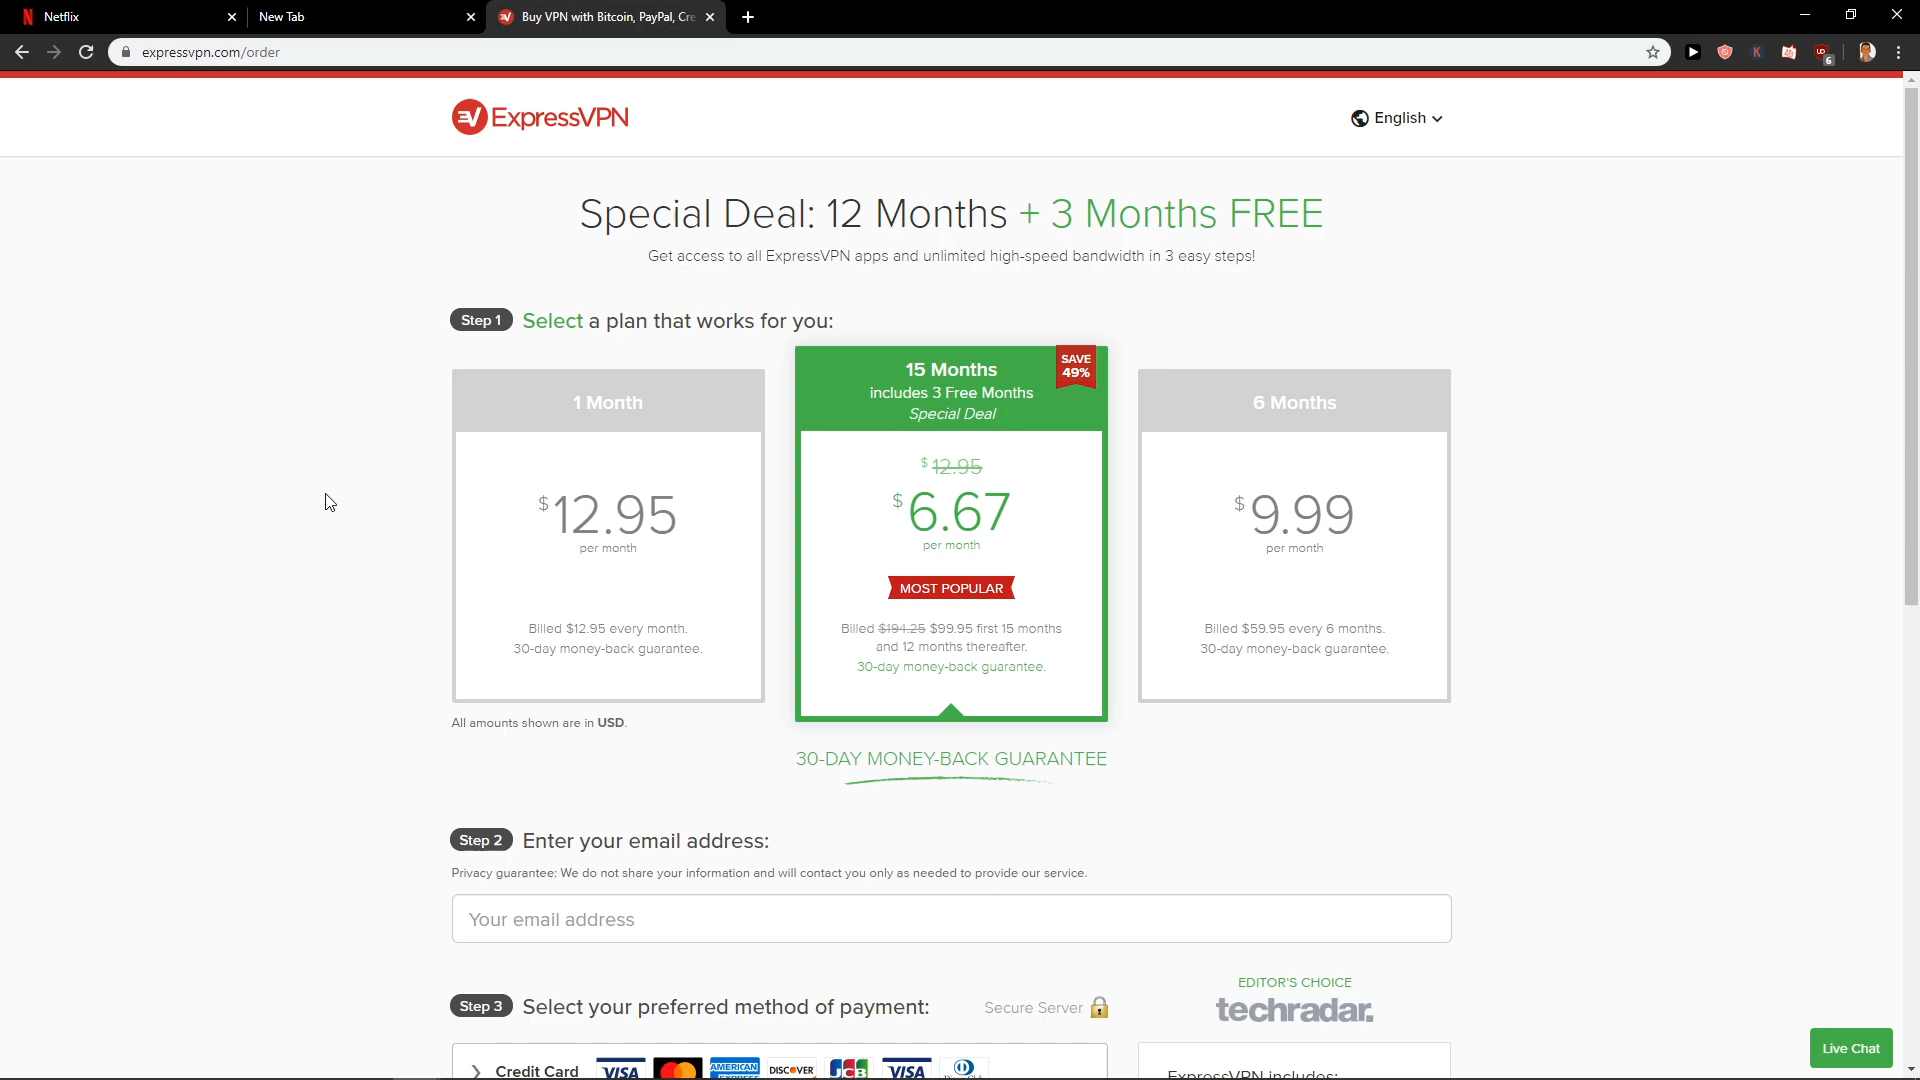 Netflix
New Tab
Buy VPN with Bitcoin, PayPal, Cre
expressvpn.com/order
K
UO
6
ExpressVPN
English
Special Deal: 12 Months + 3 Months FREE
Get access to all ExpressVPN apps and unlimited high-speed bandwidth in 3 easy steps!
Step 1 Select a plan that works for you:
1 Month
$12.95
per month
Billed $12.95 every month.
30-day money-back guarantee.
SAVE
49%
15 Months
includes 3 Free Months
Special Deal
$12.95
$6.67
per month
MOST POPULAR
Billed $194.25 $99.95 first 15 months
and 12 months thereafter.
30-day money-back guarantee.
6 Months
$9.99
per month
Billed $59.95 every 6 months.
30-day money-back guarantee.
All amounts shown are in USD.
30-DAY MONEY-BACK GUARANTEE
Step 2 Enter your email address:
Privacy guarantee: We do not share your information and will contact you only as needed to provide our service.
Your email address
Step 3 Select your preferred method of payment:
Secure Server
EDITOR'S CHOICE
techradar.
Credit Card VISA AMERICAN EXPRESS DISCOVER JCB VISA
ExpressVPN includes:
Live Chat